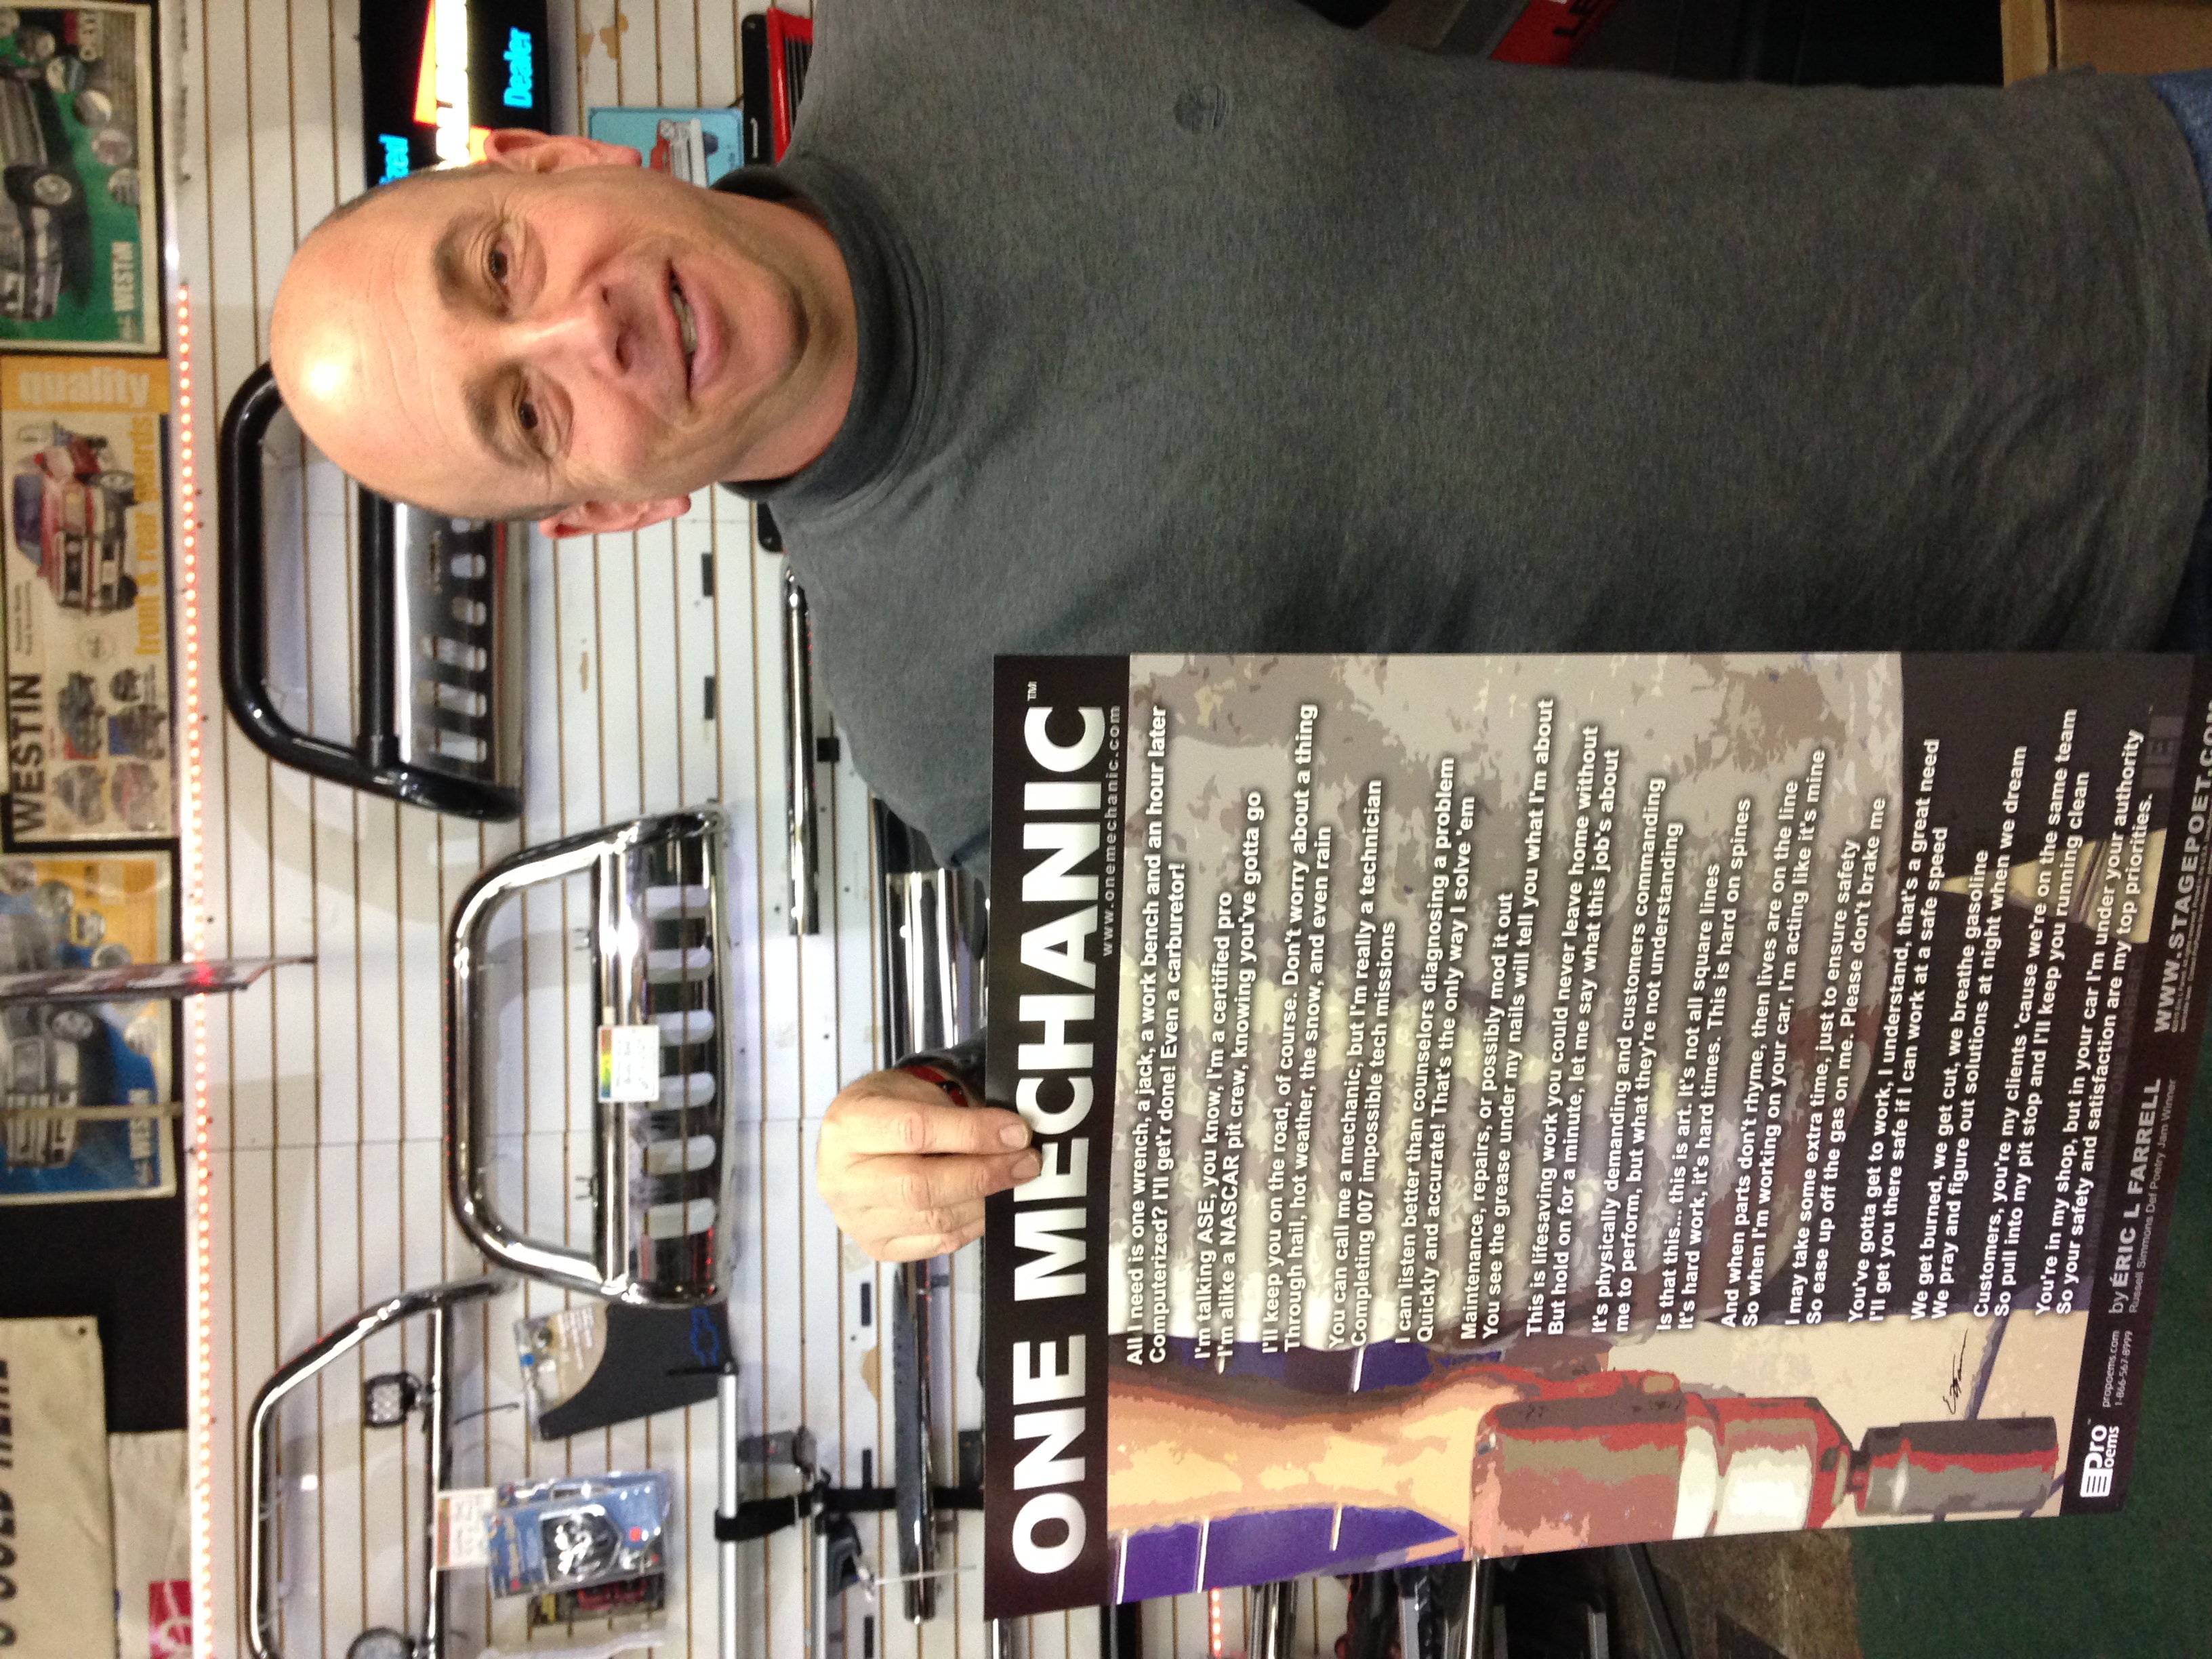 WESTIN
quality
front & rear guards
WESTIN
WESTIN
Dealer
ONE MECHANIC™
www.onemechanic.com
All I need is one wrench, a jack, a work bench and an hour later
Computerized? I'll get'r done! Even a carburetor!
I'm talking ASE, you know, I'm a certified pro
I'm alike a NASCAR pit crew, knowing you've gotta go
I'll keep you on the road, of course. Don't worry about a thing
Through hail, hot weather, the snow, and even rain
You can call me a mechanic, but I'm really a technician
Completing 007 impossible tech missions
I can listen better than counselors diagnosing a problem
Quickly and accurate! That's the only way I solve 'em
Maintenance, repairs, or possibly mod it out
You see the grease under my nails will tell you what I'm about
This is lifesaving work you could never leave home without
But hold on for a minute, let me say what this job's about
It's physically demanding and customers commanding
me to perform, but what they're not understanding
Is that this... this is art. It's not all square lines
It's hard work, it's hard times. This is hard on spines
And when parts don't rhyme, then lives are on the line
So when I'm working on your car, I'm acting like it's mine
I may take some extra time, just to ensure safety
So ease up off the gas on me. Please don't brake me
You've gotta get to work, I understand, that's a great need
I'll get you there safe if I can work at a safe speed
We get burned, we get cut, we breathe gasoline
We pray and figure out solutions at night when we dream
Customers, you're my clients 'cause we're on the same team
So pull into my pit stop and I'll keep you running clean
You're in my shop, but in your car I'm under your authority
So your safety and satisfaction are my top priorities.
Pro
Poems™
propoems.com
1-866-567-8999
by ÉRIC L FARRELL
Russell Simmons Def Poetry Jam Winner
WWW.STAGEPOET.COM